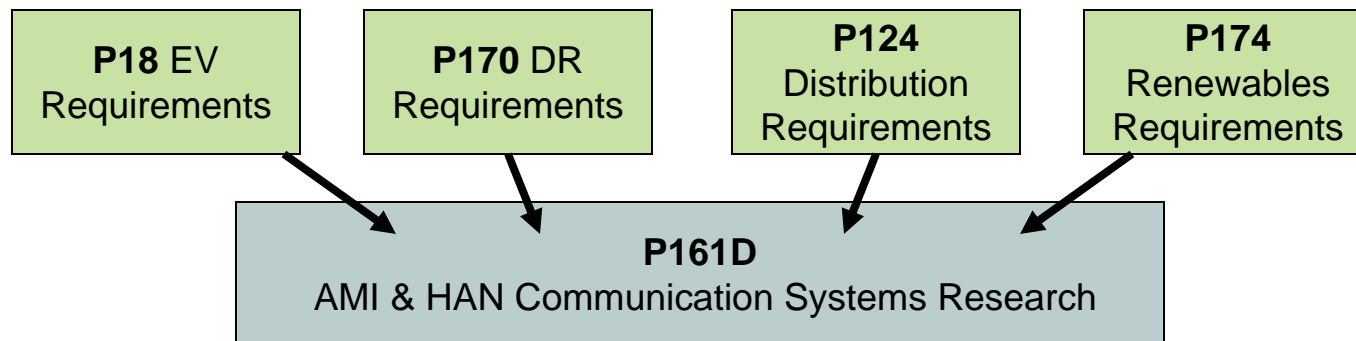 P18 EV
Requirements
P170 DR
Requirements
P124
Distribution
Requirements
P174
Renewables
Requirements
P161D
AMI & HAN Communication Systems Research